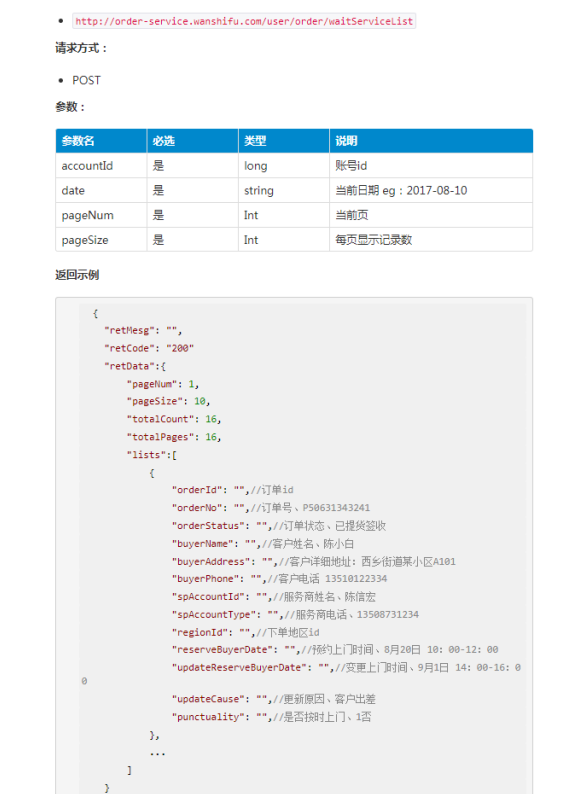 http://order-service.wanshifu.com/user/order/waitServiceList
请求方式：
POST
参数：
参数名 必选 类型 说明
accountId 是 long 账号id
date 是 string 当前日期 eg：2017-08-10
pageNum 是 Int 当前页
pageSize 是 Int 每页显示记录数
返回示例
{
"retMesg": "",
"retCode": "200"
"retData":{
"pageNum": 1,
"pageSize": 10,
"totalCount": 16,
"totalPages": 16,
"lists":[
{
"orderId": "",//订单id
"orderNo": "",//订单号、P50631343241
"orderStatus": "",//订单状态、已提货签收
"buyerName": "",//客户姓名、陈小白
"buyerAddress": "",//客户详细地址: 西乡街道某小区A101
"buyerPhone": "",//客户电话 13510122334
"spAccountId": "",//服务商姓名、陈信宏
"spAccountType": "",//服务商电话、13508731234
"regionId": "",//下单地区id
"reserveBuyerDate": "",//预约上门时间、8月20日 10：00-12：00
"updateReserveBuyerDate": "",//变更上门时间、9月1日 14：00-16：0
0
"updateCause": "",//更新原因、客户出差
"punctuality": "",//是否按时上门、1否
},
...
]
}